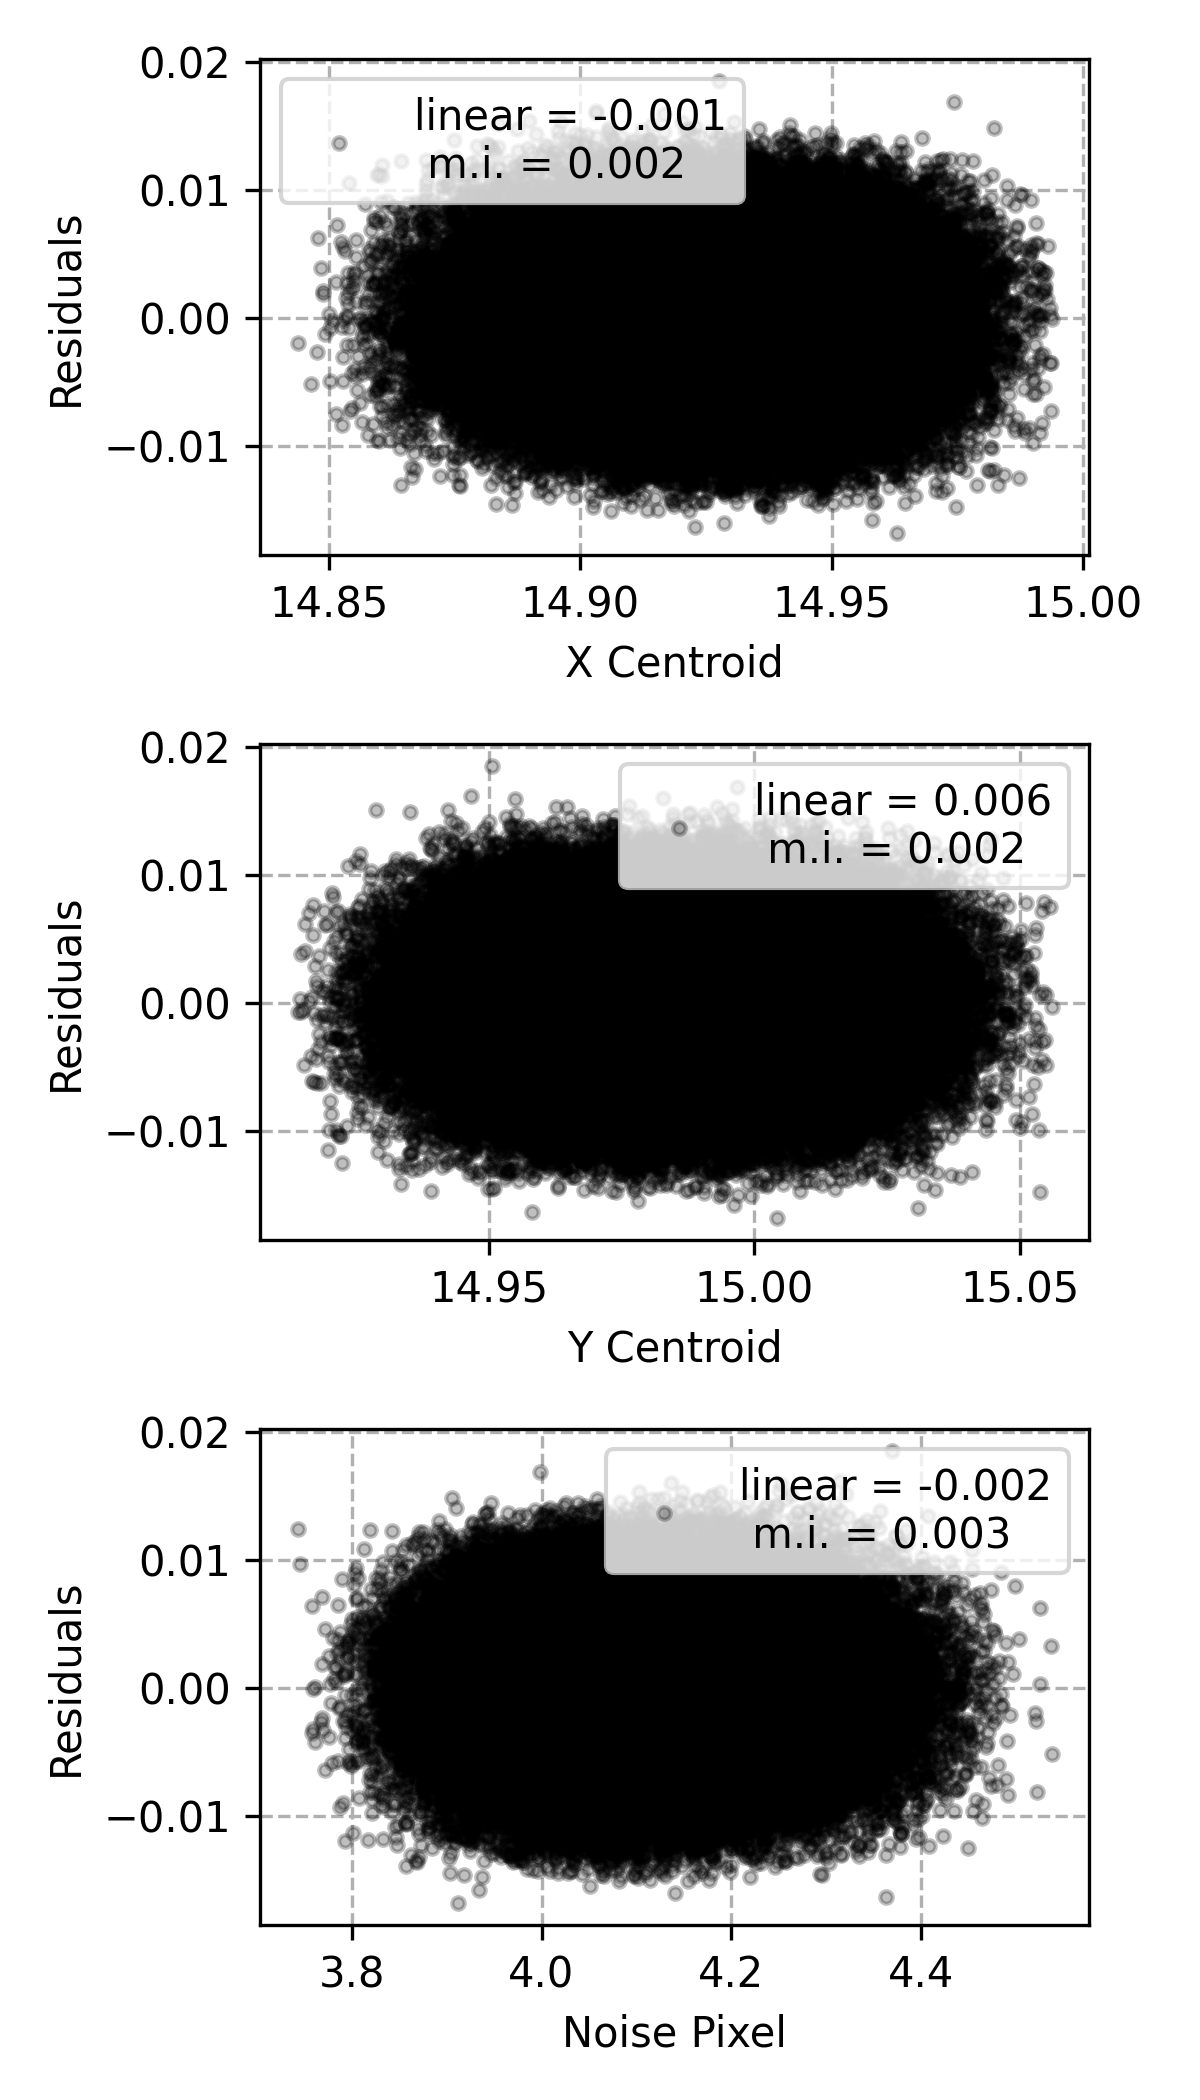 0.02
linear = -0.001
m.i. = 0.002
0.01
Residuals
0.00
−0.01
14.85 14.90 14.95 15.00
X Centroid
0.02
linear = 0.006
m.i. = 0.002
0.01
Residuals
0.00
−0.01
14.95 15.00 15.05
Y Centroid
0.02
linear = -0.002
m.i. = 0.003
0.01
Residuals
0.00
−0.01
3.8 4.0 4.2 4.4
Noise Pixel